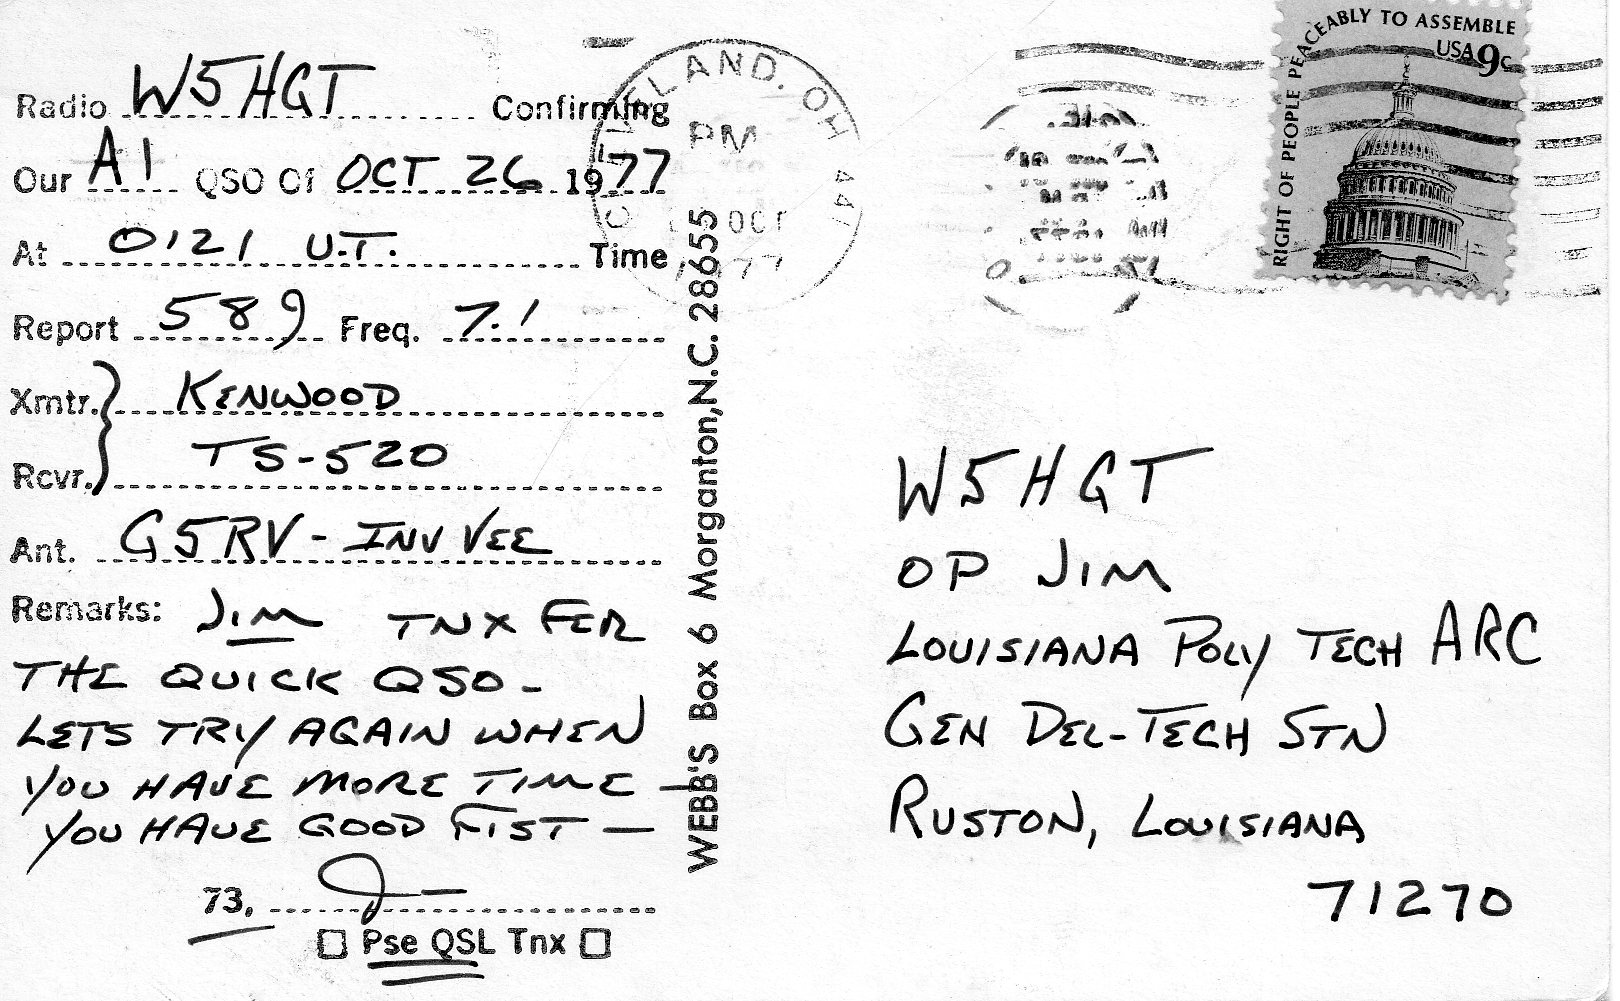 Radio W5HGT Confirming
Our A1 QSO Of OCT 26 1977
At 0121 U.T. Time
Report 589 Freq. 7.1
Xmtr. KENWOOD
Rcvr. TS-520
Ant. G5RV - INV VEE
Remarks: JIM TNX FER
THE QUICK QSO -
LETS TRY AGAIN WHEN
YOU HAVE MORE TIME -
YOU HAVE GOOD FIST -
73,
Pse QSL Tnx
WEBB'S Box 6 Morganton, N.C. 28655
CLEVELAND, OH 441
PM
OCT
1977
RIGHT OF PEOPLE PEACEABLY TO ASSEMBLE
USA 9c
W5HGT
OP JIM
LOUISIANA POLY TECH ARC
GEN DEL-TECH STN
RUSTON, LOUISIANA
71270